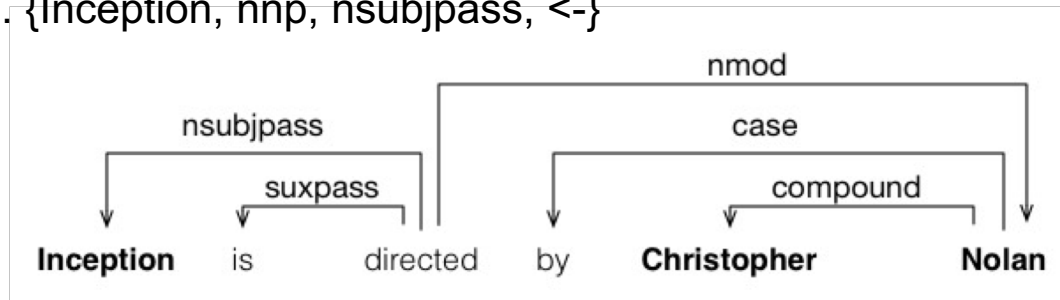 . {Inception, nnp, nsubjpass, <-}
nmod
nsubjpass case
suxpass compound
Inception is directed by Christopher Nolan